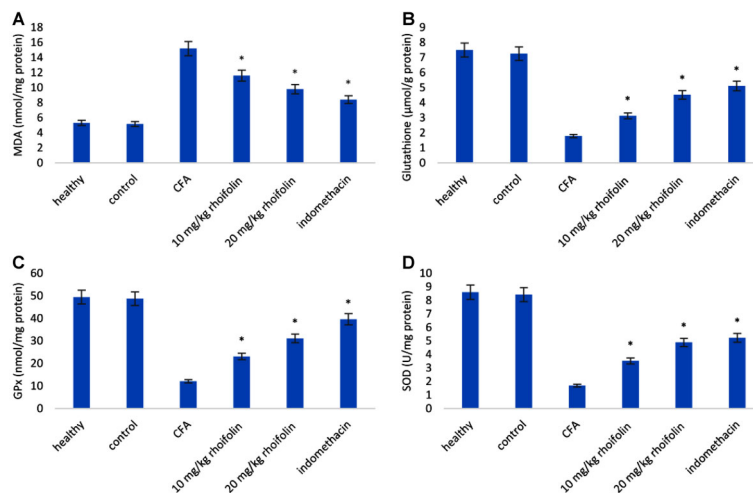 A
MDA (nmol/mg protein)
18
16
14
12
10
8
6
4
2
0
*
*
*
healthy
control
CFA
10 mg/kg rhoifolin
20 mg/kg rhoifolin
indomethacin
B
Glutathione (µmol/g protein)
9
8
7
6
5
4
3
2
1
0
*
*
*
healthy
control
CFA
10 mg/kg rhoifolin
20 mg/kg rhoifolin
indomethacin
C
GPx (nmol/mg protein)
60
50
40
30
20
10
0
*
*
*
healthy
control
CFA
10 mg/kg rhoifolin
20 mg/kg rhoifolin
indomethacin
D
SOD (U/mg protein)
10
9
8
7
6
5
4
3
2
1
0
*
*
*
healthy
control
CFA
10 mg/kg rhoifolin
20 mg/kg rhoifolin
indomethacin